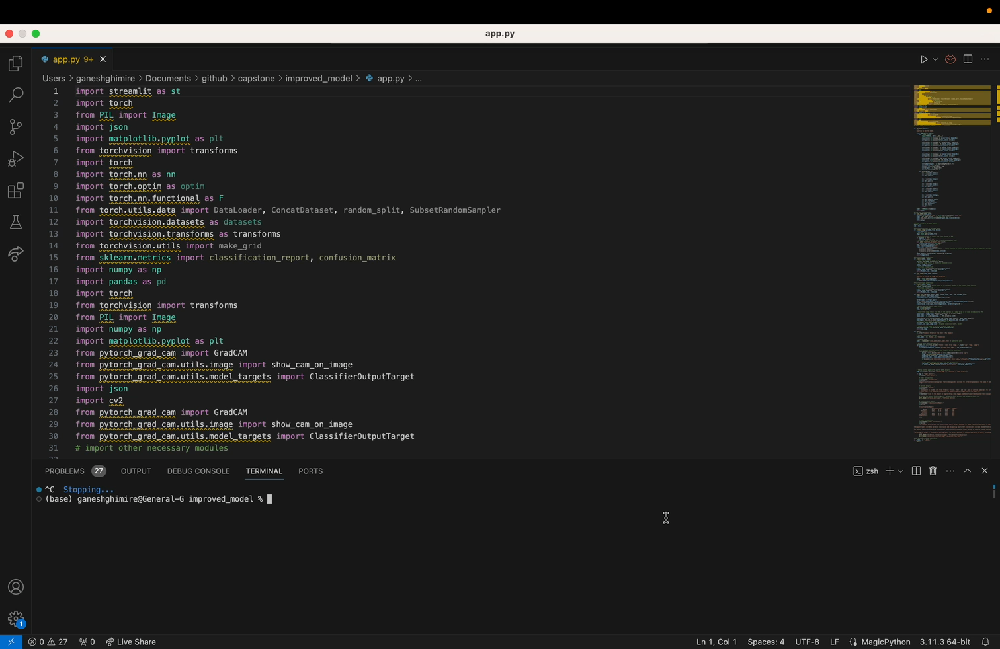 app.py
app.py 9+
Users > ganeshghimire > Documents > github > capstone > improved_model > app.py > ...
1 import streamlit as st
2 import torch
3 from PIL import Image
4 import json
5 import matplotlib.pyplot as plt
6 from torchvision import transforms
7 import torch
8 import torch.nn as nn
9 import torch.optim as optim
10 import torch.nn.functional as F
11 from torch.utils.data import DataLoader, ConcatDataset, random_split, SubsetRandomSampler
12 import torchvision.datasets as datasets
13 import torchvision.transforms as transforms
14 from torchvision.utils import make_grid
15 from sklearn.metrics import classification_report, confusion_matrix
16 import numpy as np
17 import pandas as pd
18 import torch
19 from torchvision import transforms
20 from PIL import Image
21 import numpy as np
22 import matplotlib.pyplot as plt
23 from pytorch_grad_cam import GradCAM
24 from pytorch_grad_cam.utils.image import show_cam_on_image
25 from pytorch_grad_cam.utils.model_targets import ClassifierOutputTarget
26 import json
27 import cv2
28 from pytorch_grad_cam import GradCAM
29 from pytorch_grad_cam.utils.image import show_cam_on_image
30 from pytorch_grad_cam.utils.model_targets import ClassifierOutputTarget
31 # import other necessary modules
PROBLEMS 27 OUTPUT DEBUG CONSOLE TERMINAL PORTS zsh
^C Stopping...
(base) ganeshghimire@General-G improved_model %
1
0 27 0 Live Share Ln 1, Col 1 Spaces: 4 UTF-8 LF MagicPython 3.11.3 64-bit